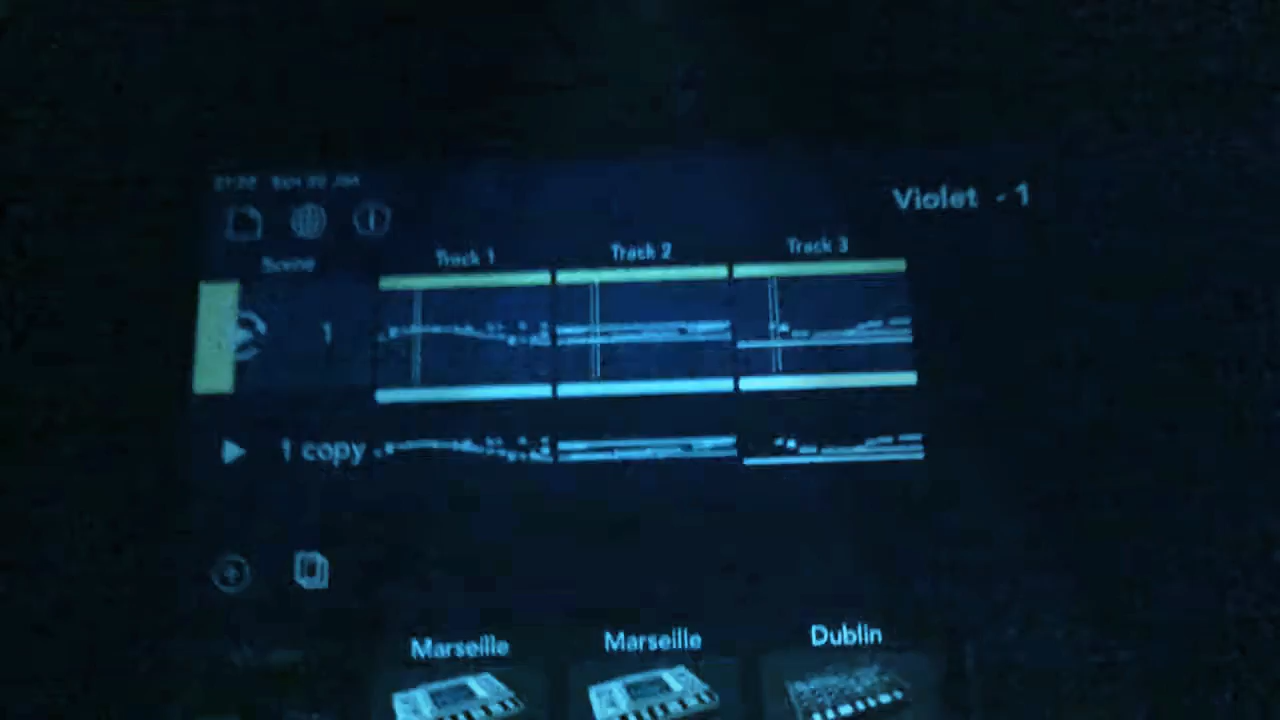 Violet - 1
Scene
Track 1
Track 2
Track 3
1
1 copy
Marseille
Marseille
Dublin